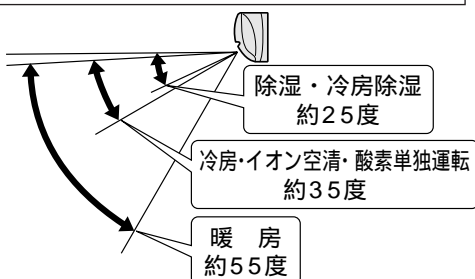 除湿・冷房除湿
約25度
冷房・イオン空清・酸素単独運転
約35度
暖　房
約55度